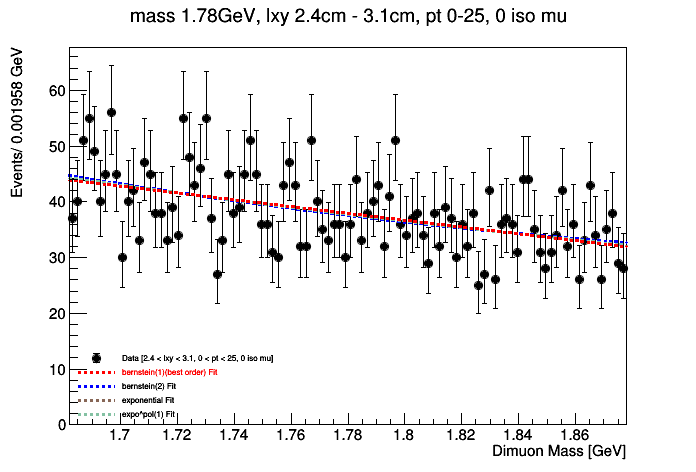 mass 1.78GeV, lxy 2.4cm - 3.1cm, pt 0-25, 0 iso mu
Events/ 0.001958 GeV
60
50
40
30
20
10
0
Data [2.4 < lxy < 3.1, 0 < pt < 25, 0 iso mu]
bernstein(1)(best order) Fit
bernstein(2) Fit
exponential Fit
expo*pol(1) Fit
1.7 1.72 1.74 1.76 1.78 1.8 1.82 1.84 1.86
Dimuon Mass [GeV]